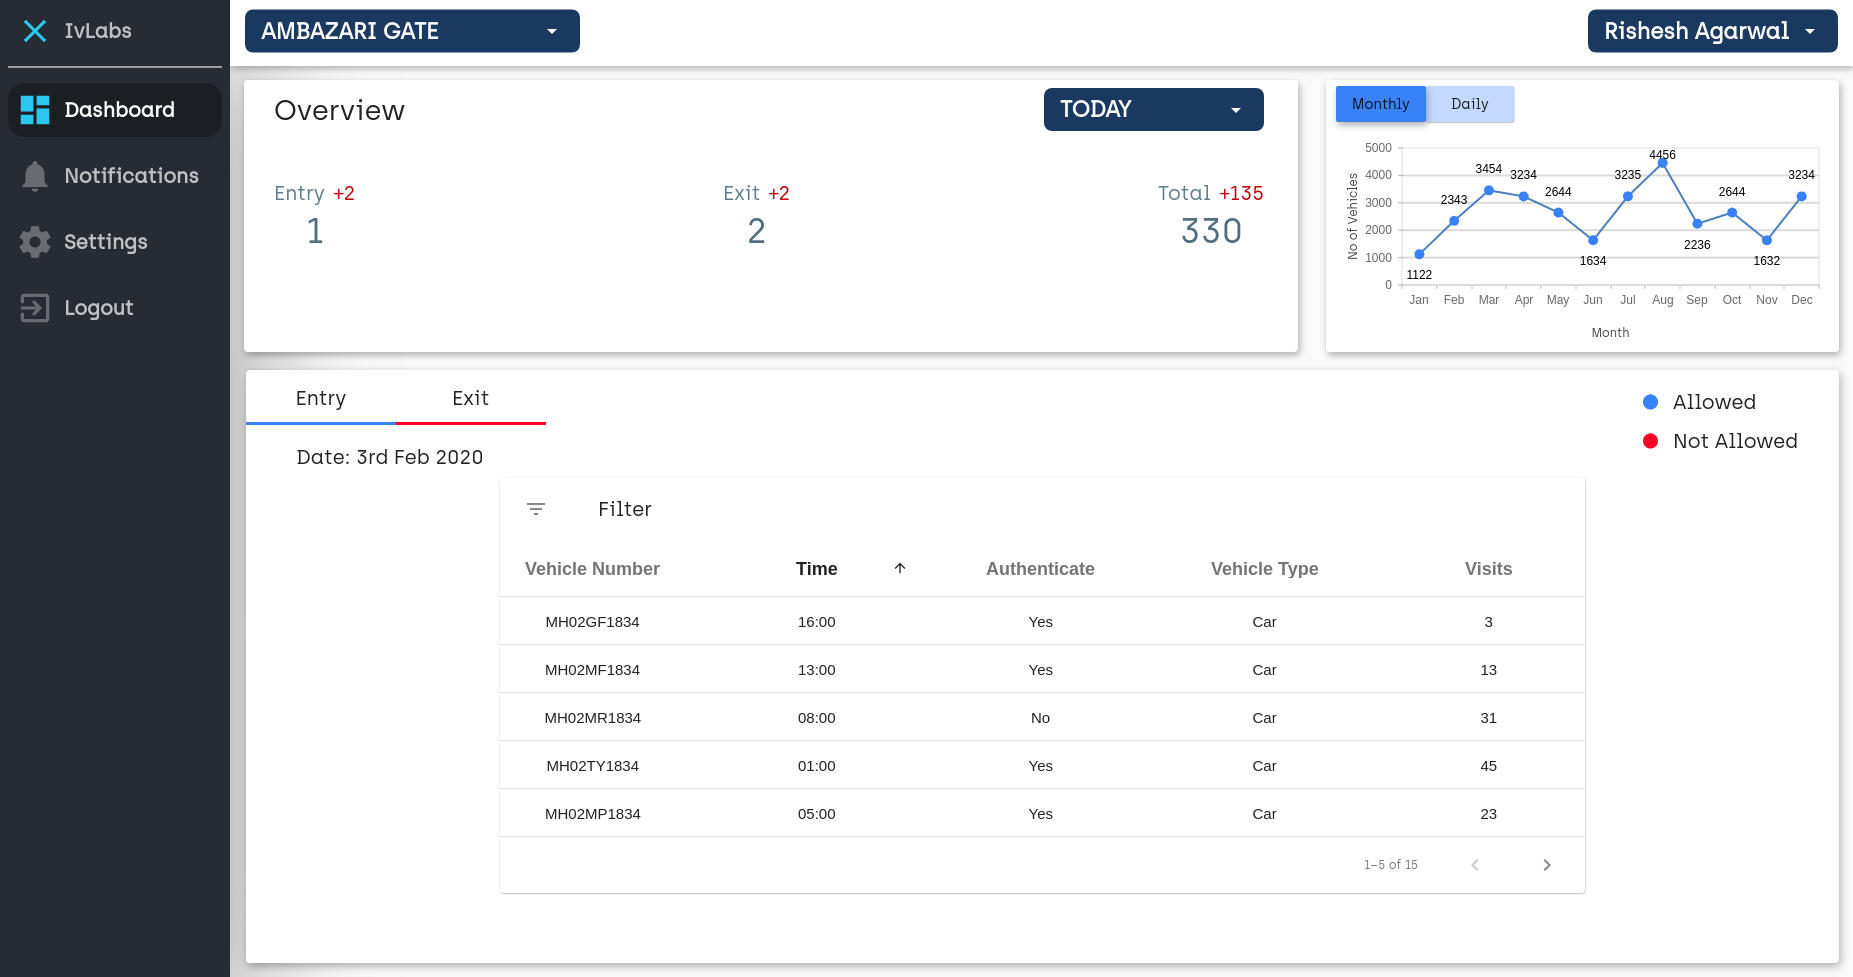 IvLabs
Dashboard
Notifications
Settings
Logout
AMBAZARI GATE
Rishesh Agarwal
Overview
TODAY
Entry +2
1
Exit +2
2
Total +135
330
Monthly Daily
No of Vehicles
5000
4000
3000
2000
1000
0
1122
2343
3454
3234
2644
1634
3235
4456
2236
2644
1632
3234
Jan Feb Mar Apr May Jun Jul Aug Sep Oct Nov Dec
Month
Entry Exit
Allowed
Not Allowed
Date: 3rd Feb 2020
Filter
Vehicle Number Time Authenticate Vehicle Type Visits
MH02GF1834 16:00 Yes Car 3
MH02MF1834 13:00 Yes Car 13
MH02MR1834 08:00 No Car 31
MH02TY1834 01:00 Yes Car 45
MH02MP1834 05:00 Yes Car 23
1–5 of 15